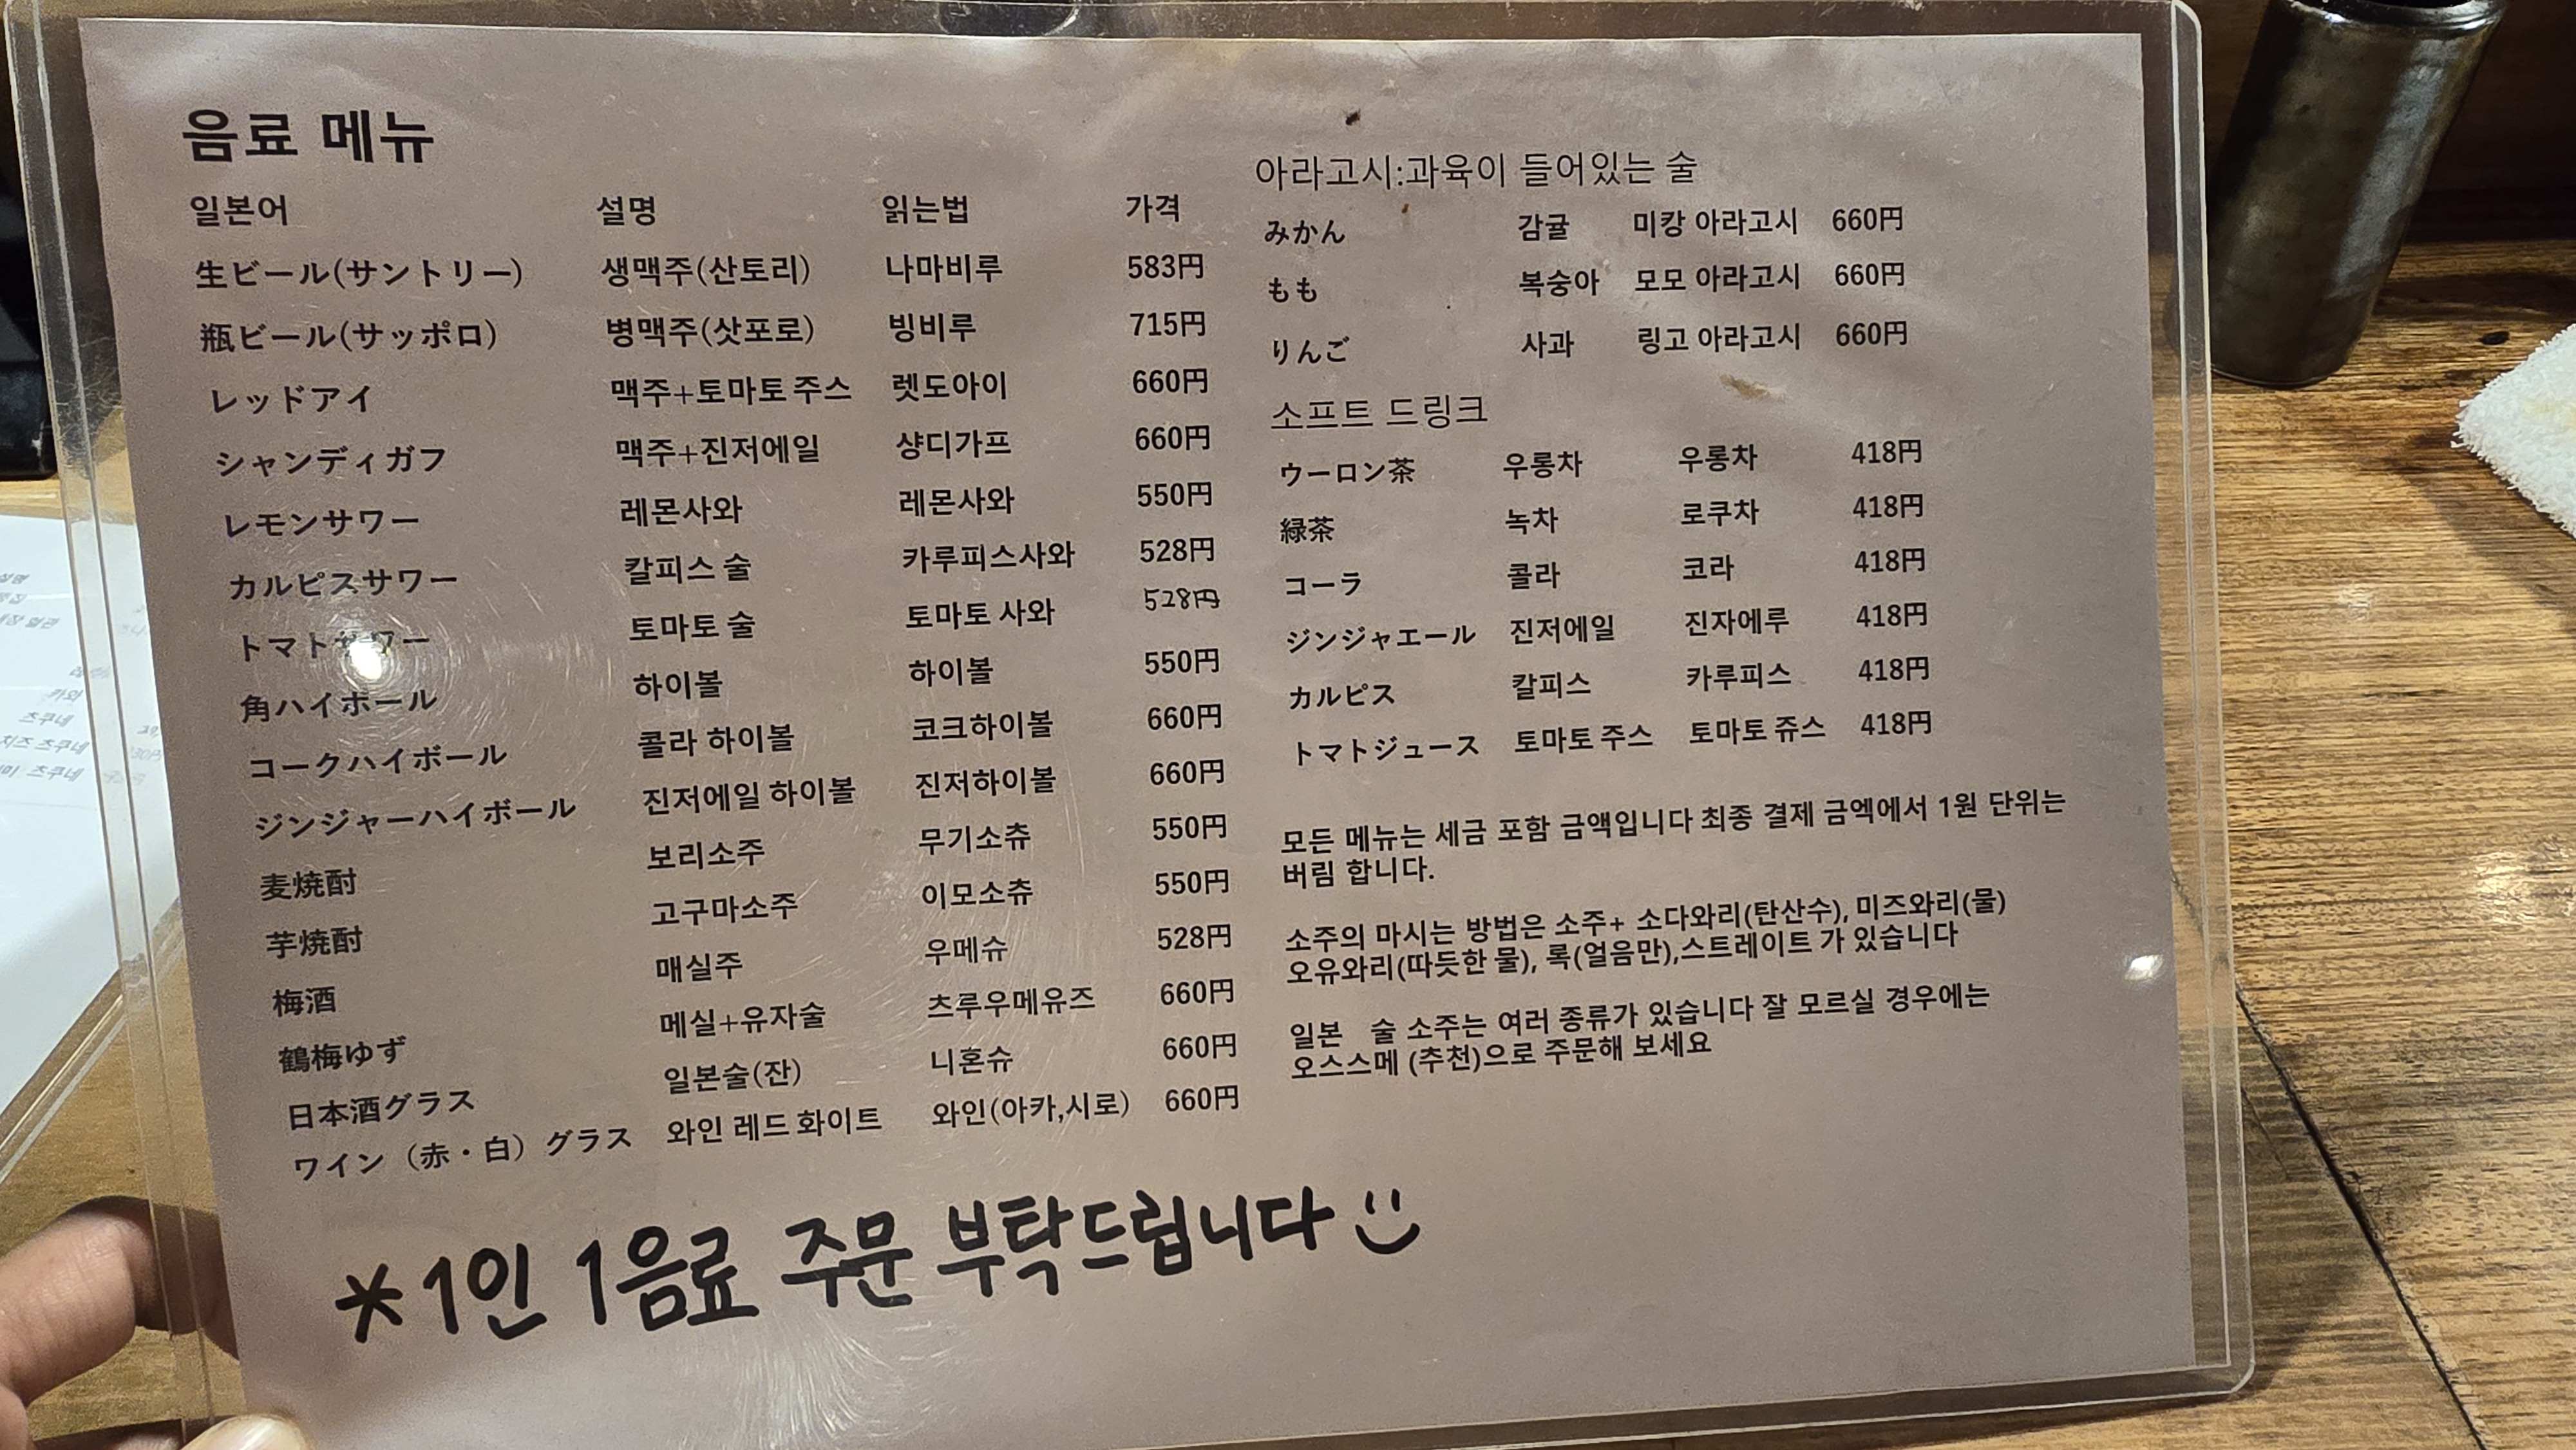 음료 메뉴
일본어 설명 읽는법 가격
生ビール(サントリー) 생맥주(산토리) 나마비루 583円
瓶ビール(サッポロ) 병맥주(삿포로) 빙비루 715円
レッドアイ 맥주+토마토 주스 렛도아이 660円
シャンディガフ 맥주+진저에일 샹디가프 660円
レモンサワー 레몬사와 레몬사와 550円
カルピスサワー 칼피스 술 카루피스사와 528円
トマトサワー 토마토 술 토마토 사와 528円
角ハイボール 하이볼 하이볼 550円
コークハイボール 콜라 하이볼 코크하이볼 660円
ジンジャーハイボール 진저에일 하이볼 진저하이볼 660円
麦焼酎 보리소주 무기소츄 550円
芋焼酎 고구마소주 이모소츄 550円
梅酒 매실주 우메슈 528円
鶴梅ゆず 메실+유자술 츠루우메유즈 660円
日本酒グラス 일본술(잔) 니혼슈 660円
ワイン（赤・白）グラス 와인 레드 화이트 와인(아카,시로) 660円
아라고시:과육이 들어있는 술
みかん 감귤 미캉 아라고시 660円
もも 복숭아 모모 아라고시 660円
りんご 사과 링고 아라고시 660円
소프트 드링크
ウーロン茶 우롱차 우롱차 418円
緑茶 녹차 로쿠차 418円
コーラ 콜라 코라 418円
ジンジャエール 진저에일 진자에루 418円
カルピス 칼피스 카루피스 418円
トマトジュース 토마토 주스 토마토 쥬스 418円
모든 메뉴는 세금 포함 금액입니다 최종 결제 금엑에서 1원 단위는
버림 합니다.
소주의 마시는 방법은 소주+ 소다와리(탄산수), 미즈와리(물)
오유와리(따듯한 물), 록(얼음만),스트레이트 가 있습니다
일본 술 소주는 여러 종류가 있습니다 잘 모르실 경우에는
오스스메 (추천)으로 주문해 보세요
*1인 1음료 주문 부탁드립니다
설명
츠쿠네
치즈 츠쿠네
츠쿠네